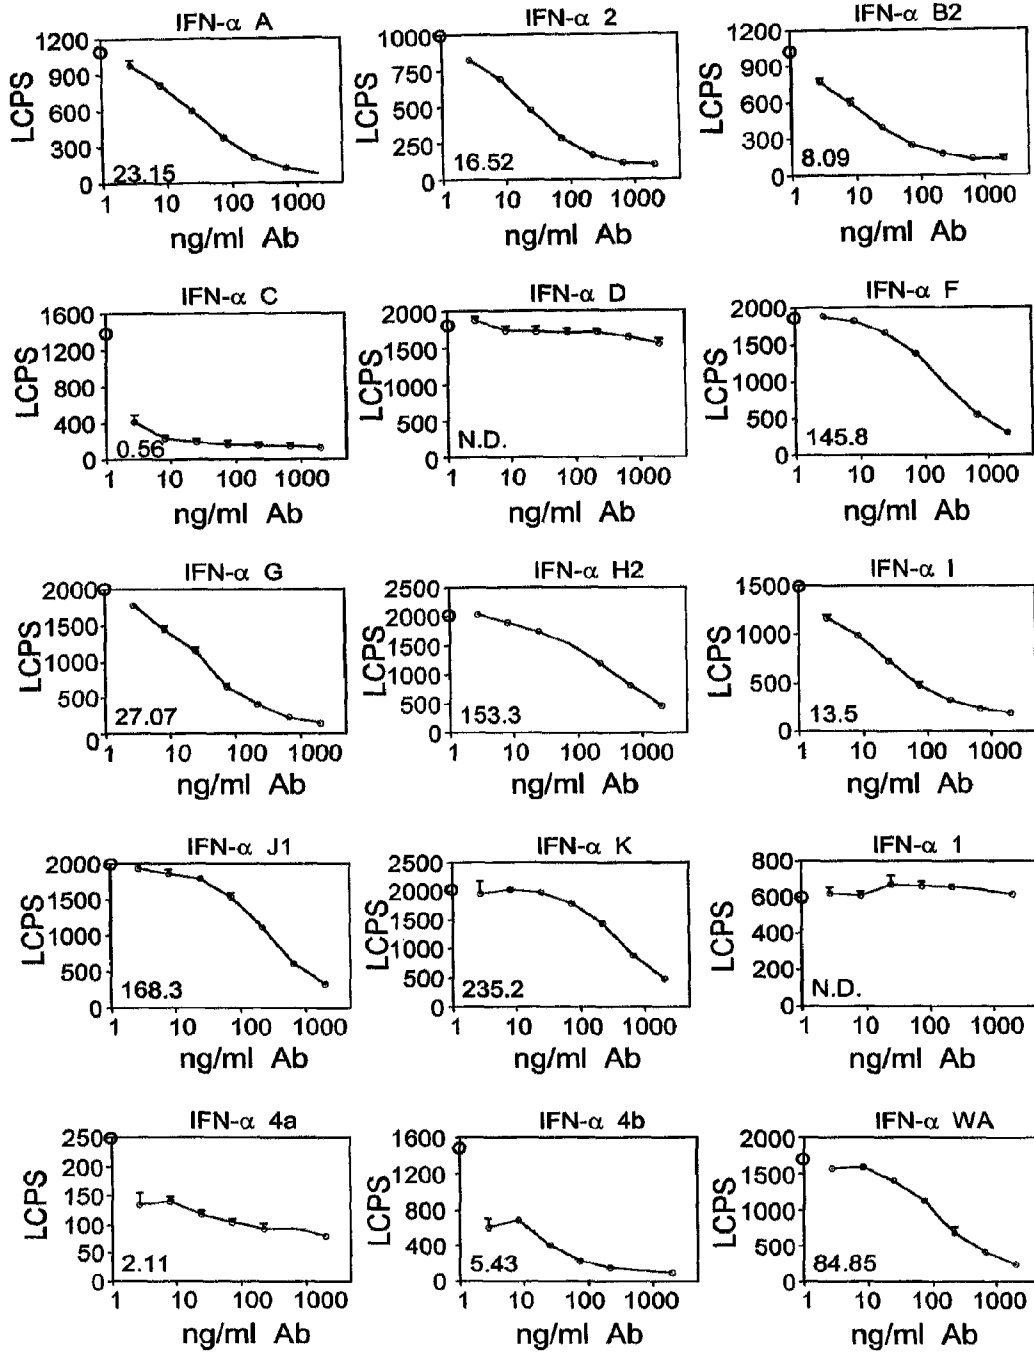 IFN-α A
1200
900
600
300
0
LCPS
23.15
1 10 100 1000
ng/ml Ab
IFN-α 2
1000
750
500
250
0
LCPS
16.52
1 10 100 1000
ng/ml Ab
IFN-α B2
1200
900
600
300
0
LCPS
8.09
1 10 100 1000
ng/ml Ab
IFN-α C
1600
1200
800
400
0
LCPS
0.56
1 10 100 1000
ng/ml Ab
IFN-α D
2000
1500
1000
500
0
LCPS
N.D.
1 10 100 1000
ng/ml Ab
IFN-α F
2000
1500
1000
500
0
LCPS
145.8
1 10 100 1000
ng/ml Ab
IFN-α G
2000
1500
1000
500
0
LCPS
27.07
1 10 100 1000
ng/ml Ab
IFN-α H2
2500
2000
1500
1000
500
0
LCPS
153.3
1 10 100 1000
ng/ml Ab
IFN-α I
1500
1000
500
0
LCPS
13.5
1 10 100 1000
ng/ml Ab
IFN-α J1
2000
1500
1000
500
0
LCPS
168.3
1 10 100 1000
ng/ml Ab
IFN-α K
2500
2000
1500
1000
500
0
LCPS
235.2
1 10 100 1000
ng/ml Ab
IFN-α 1
800
600
400
200
0
LCPS
N.D.
1 10 100 1000
ng/ml Ab
IFN-α 4a
250
200
150
100
50
0
LCPS
2.11
1 10 100 1000
ng/ml Ab
IFN-α 4b
1600
1200
800
400
0
LCPS
5.43
1 10 100 1000
ng/ml Ab
IFN-α WA
2000
1500
1000
500
0
LCPS
84.85
1 10 100 1000
ng/ml Ab